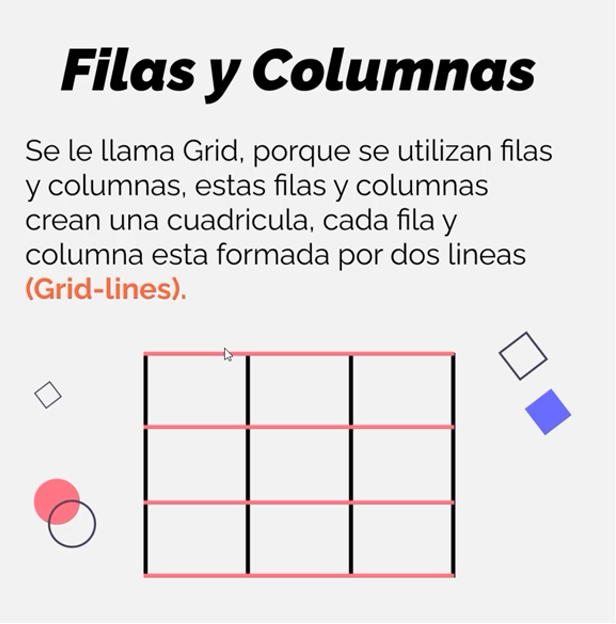 Filas y Columnas
Se le llama Grid, porque se utilizan filas
y columnas, estas filas y columnas
crean una cuadricula, cada fila y
columna esta formada por dos lineas
(Grid-lines).